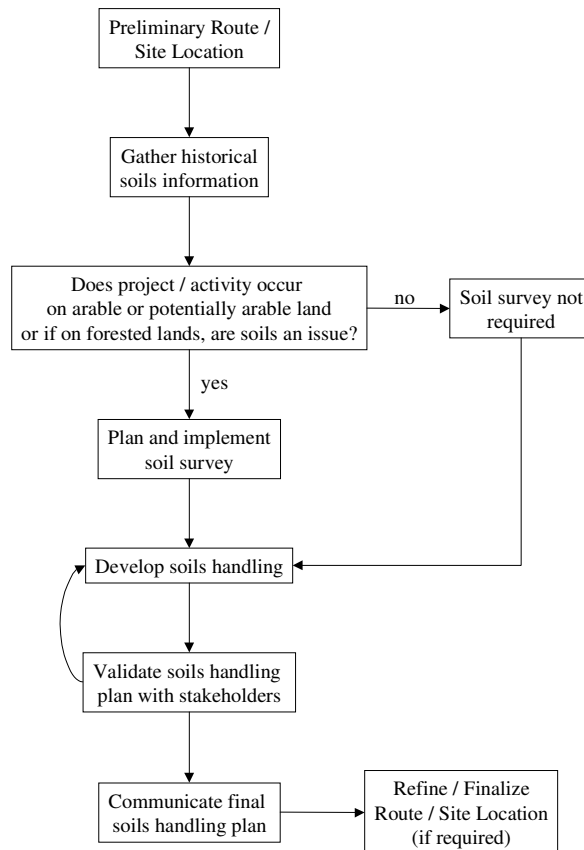 Preliminary Route /
Site Location
Gather historical
soils information
Does project / activity occur
on arable or potentially arable land
or if on forested lands, are soils an issue?
no
Soil survey not
required
yes
Plan and implement
soil survey
Develop soils handling
Validate soils handling
plan with stakeholders
Communicate final
soils handling plan
Refine / Finalize
Route / Site Location
(if required)